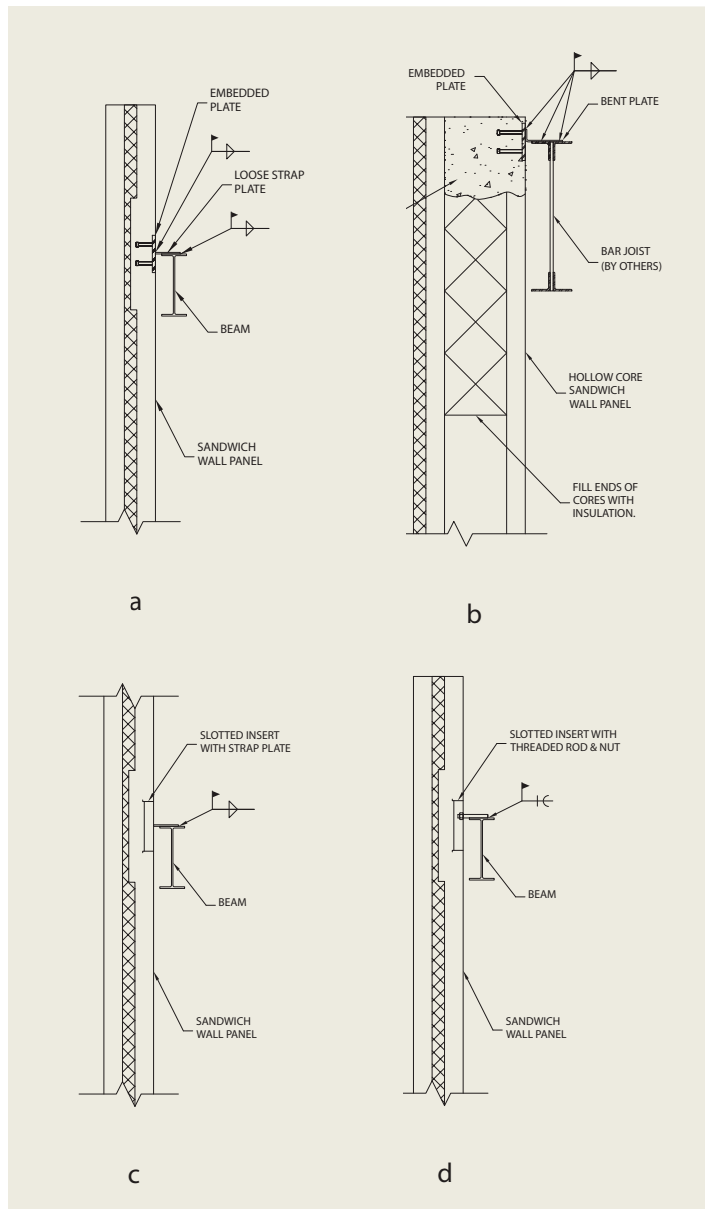 EMBEDDED
PLATE
LOOSE STRAP
PLATE
BEAM
SANDWICH
WALL PANEL
a
EMBEDDED
PLATE
BENT PLATE
BAR JOIST
(BY OTHERS)
HOLLOW CORE
SANDWICH
WALL PANEL
FILL ENDS OF
CORES WITH
INSULATION.
b
SLOTTED INSERT
WITH STRAP PLATE
BEAM
SANDWICH
WALL PANEL
c
SLOTTED INSERT WITH
THREADED ROD & NUT
BEAM
SANDWICH
WALL PANEL
d